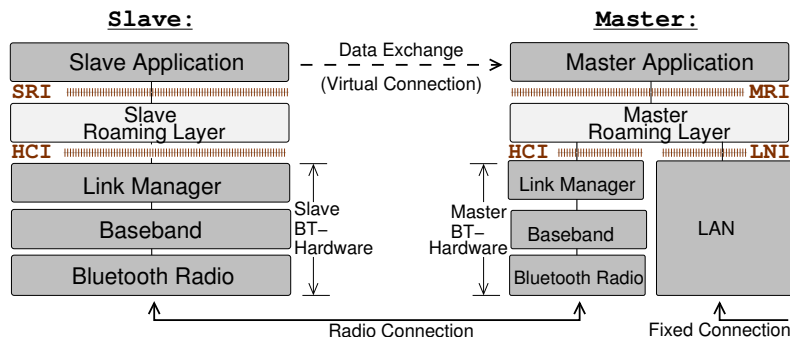 Slave:
Master:
Slave Application
Data Exchange
(Virtual Connection)
Master Application
SRI
MRI
Slave
Roaming Layer
Master
Roaming Layer
HCI
HCI
LNI
Link Manager
Baseband
Bluetooth Radio
Slave
BT–
Hardware
Master
BT–
Hardware
Link Manager
Baseband
Bluetooth Radio
LAN
Radio Connection
Fixed Connection